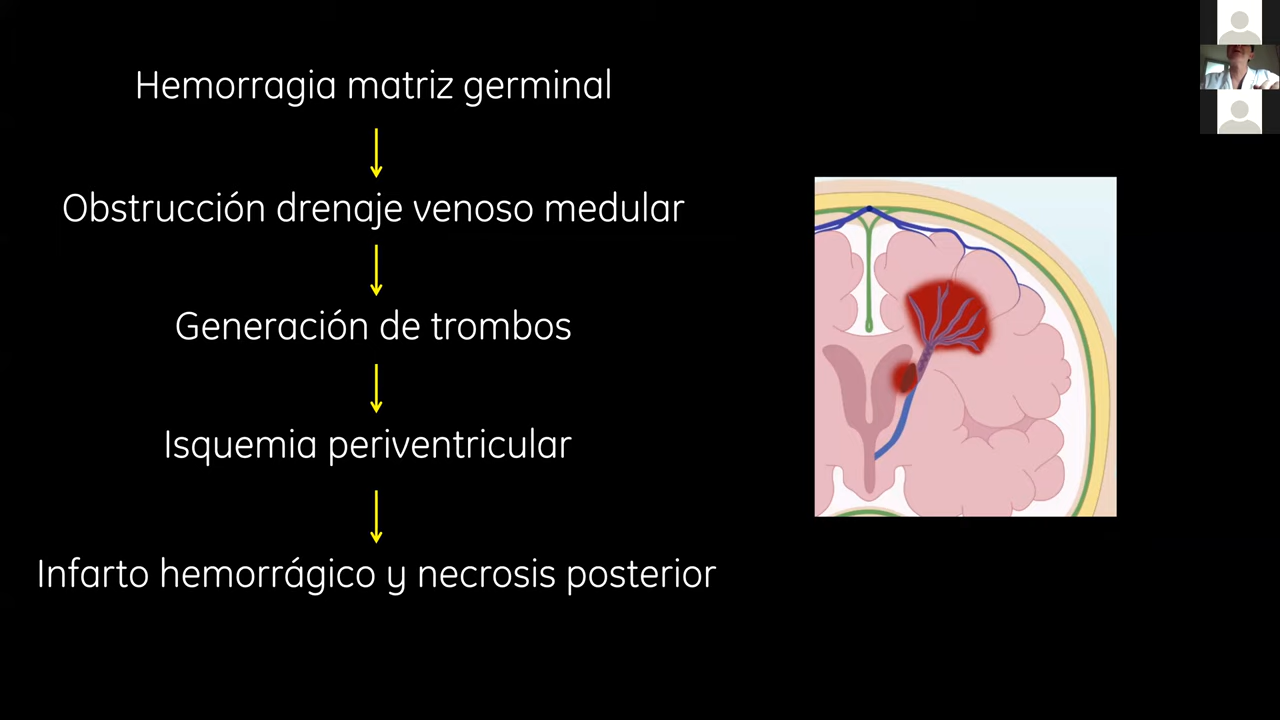 Hemorragia matriz germinal
Obstrucción drenaje venoso medular
Generación de trombos
Isquemia periventricular
Infarto hemorrágico y necrosis posterior